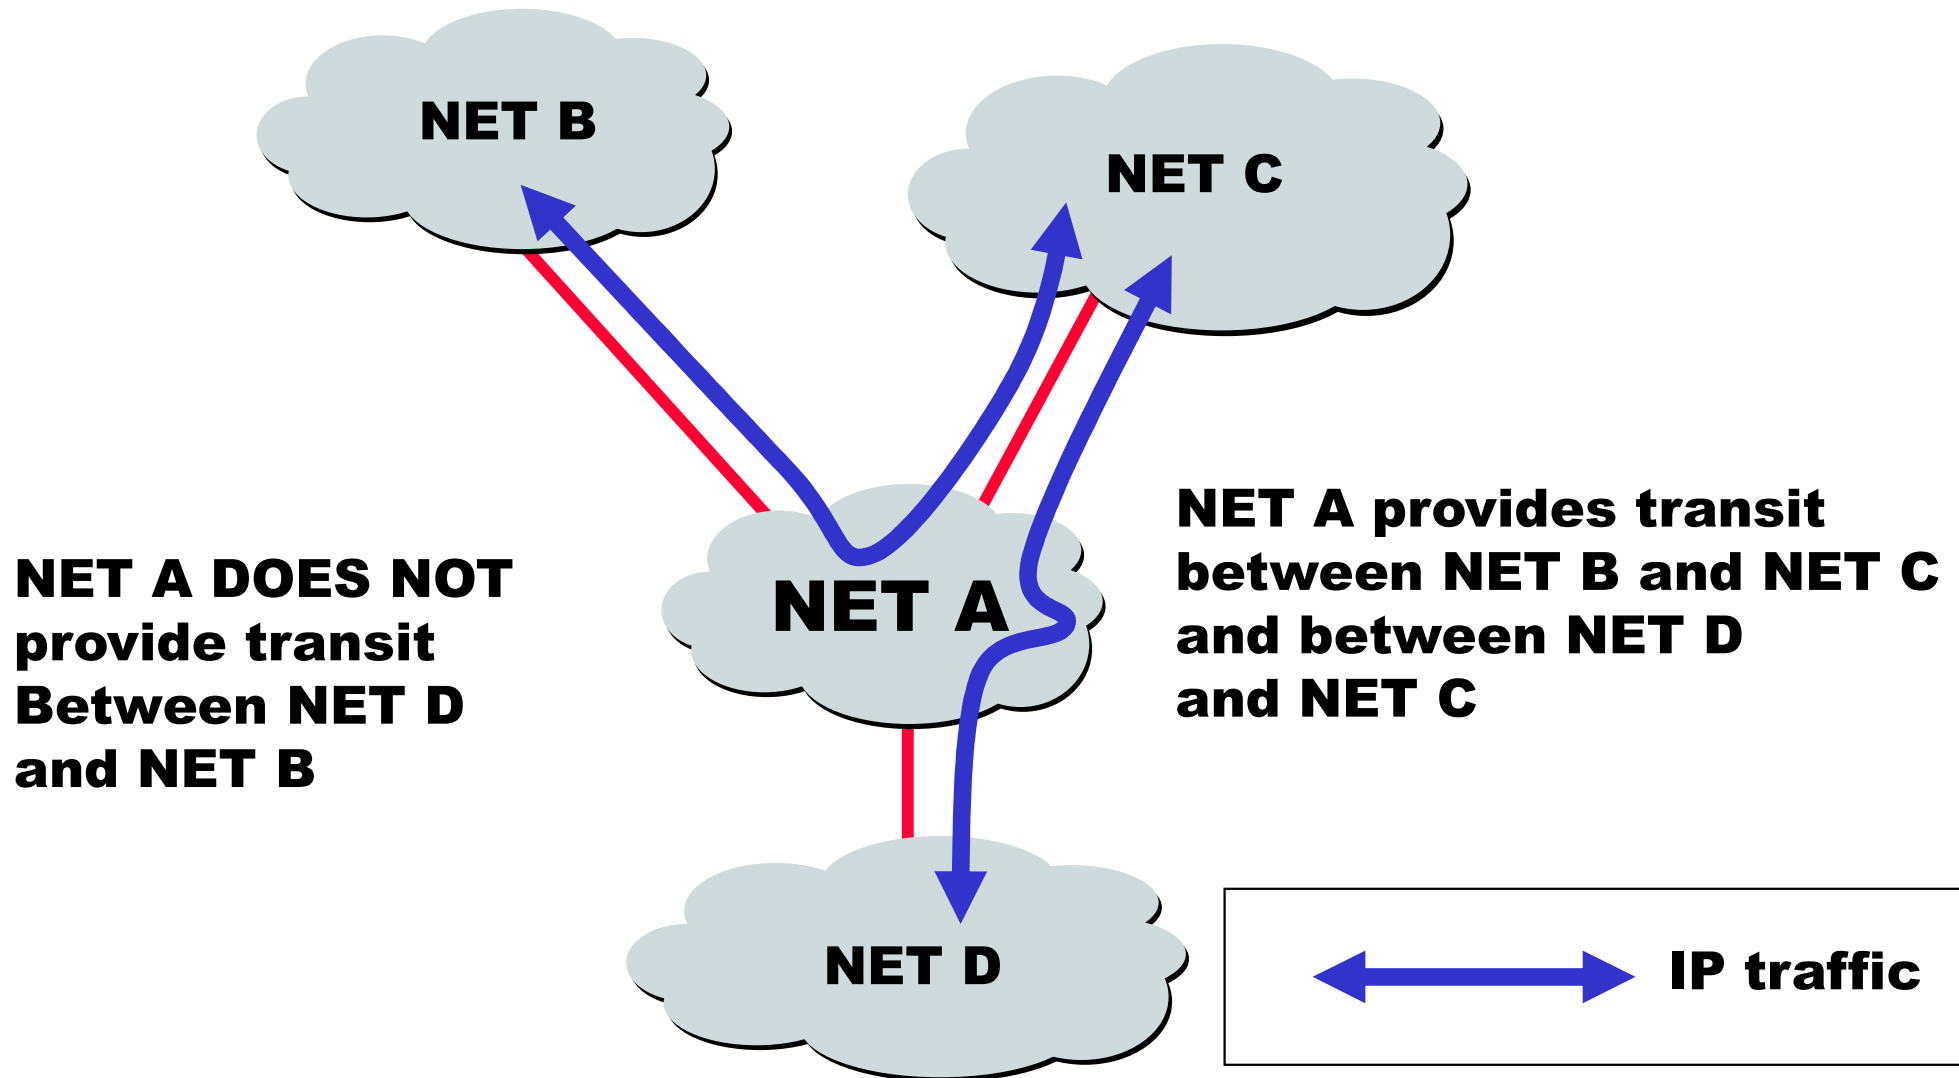 NET B
NET C
NET A
NET A DOES NOT
provide transit
Between NET D
and NET B
NET A provides transit
between NET B and NET C
and between NET D
and NET C
NET D
IP traffic